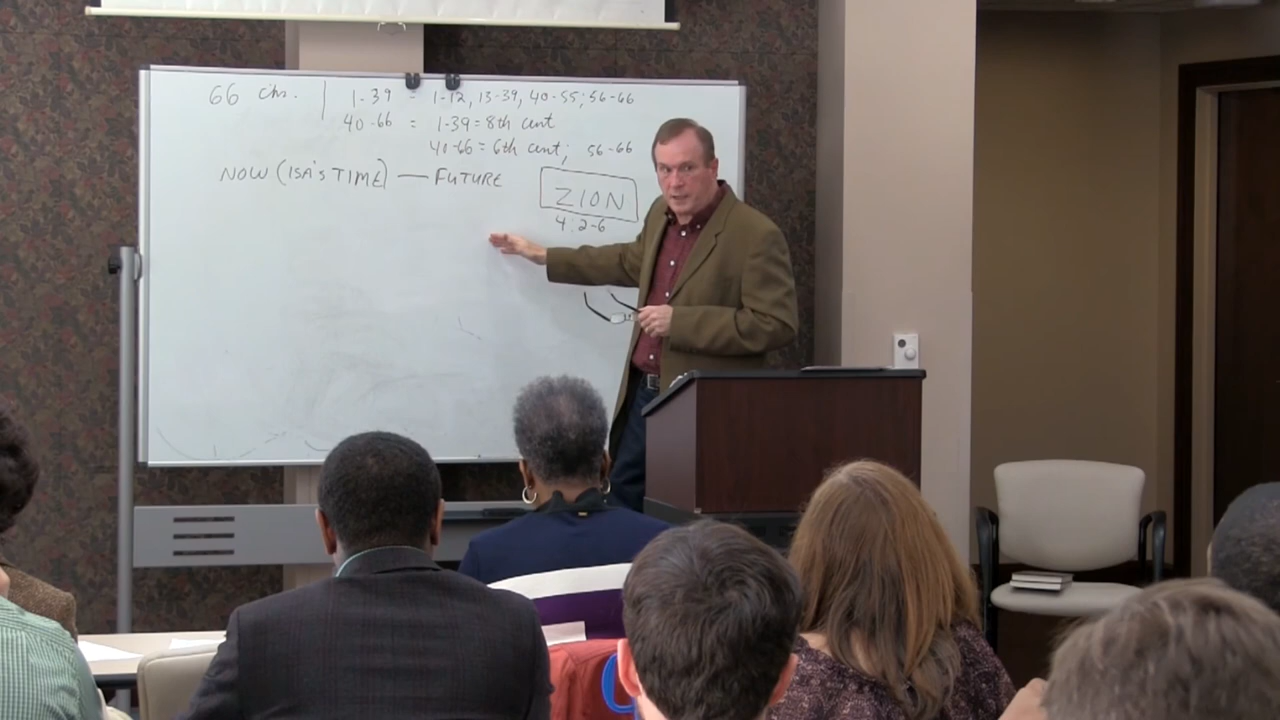 66 chs. | 1-39 = 1-12, 13-39, 40-55; 56-66
40-66 = 1-39 = 8th cent
40-66 = 6th cent; 56-66
NOW (ISA'S TIME) — FUTURE
ZION
4:2-6